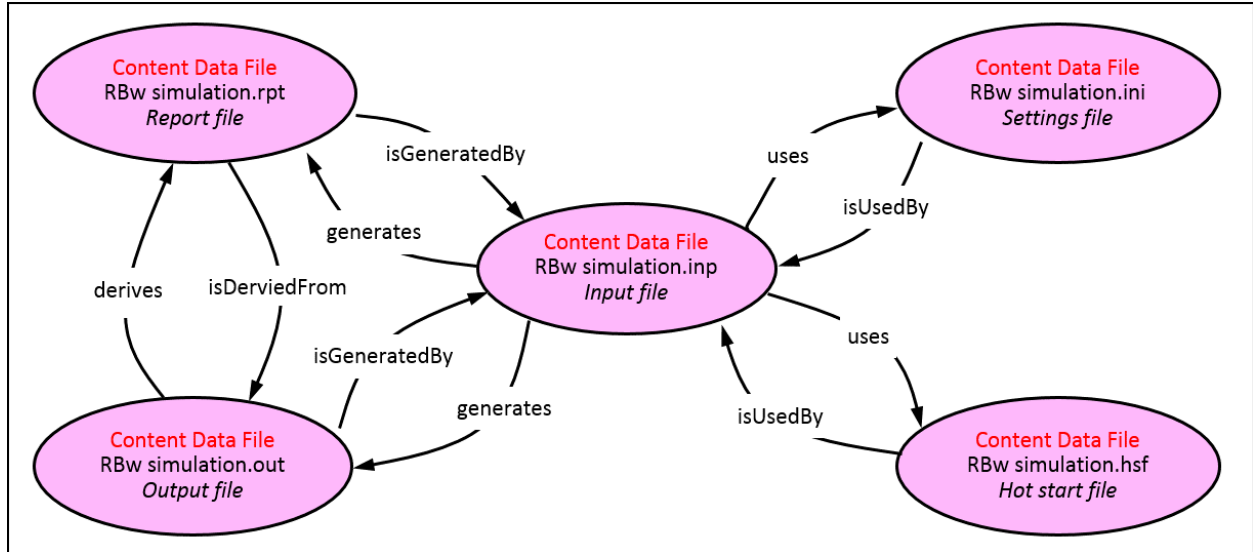 Content Data File
RBw simulation.rpt
Report file
Content Data File
RBw simulation.ini
Settings file
isGeneratedBy
uses
isUsedBy
generates
Content Data File
RBw simulation.inp
Input file
derives
isDerviedFrom
isGeneratedBy
uses
generates
isUsedBy
Content Data File
RBw simulation.out
Output file
Content Data File
RBw simulation.hsf
Hot start file